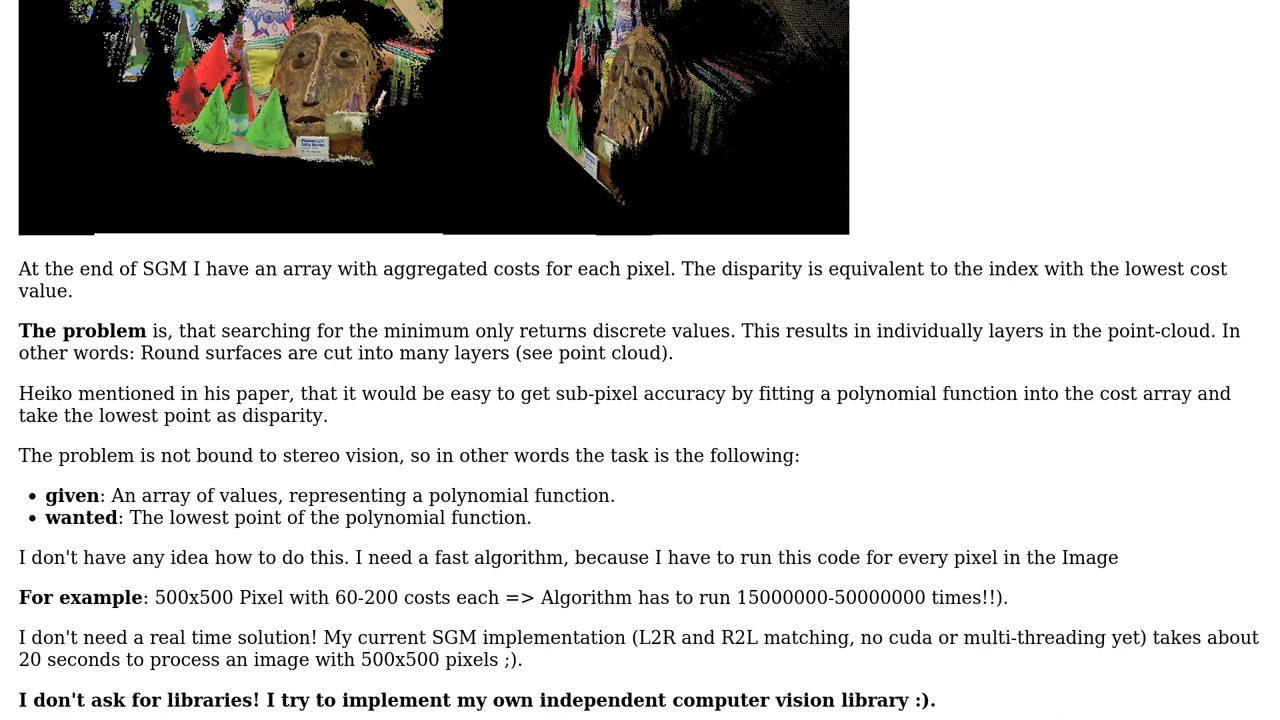 At the end of SGM I have an array with aggregated costs for each pixel. The disparity is equivalent to the index with the lowest cost
value.
The problem is, that searching for the minimum only returns discrete values. This results in individually layers in the point-cloud. In
other words: Round surfaces are cut into many layers (see point cloud).
Heiko mentioned in his paper, that it would be easy to get sub-pixel accuracy by fitting a polynomial function into the cost array and
take the lowest point as disparity.
The problem is not bound to stereo vision, so in other words the task is the following:
• given: An array of values, representing a polynomial function.
• wanted: The lowest point of the polynomial function.
I don't have any idea how to do this. I need a fast algorithm, because I have to run this code for every pixel in the Image
For example: 500x500 Pixel with 60-200 costs each => Algorithm has to run 15000000-50000000 times!!).
I don't need a real time solution! My current SGM implementation (L2R and R2L matching, no cuda or multi-threading yet) takes about
20 seconds to process an image with 500x500 pixels ;).
I don't ask for libraries! I try to implement my own independent computer vision library :).